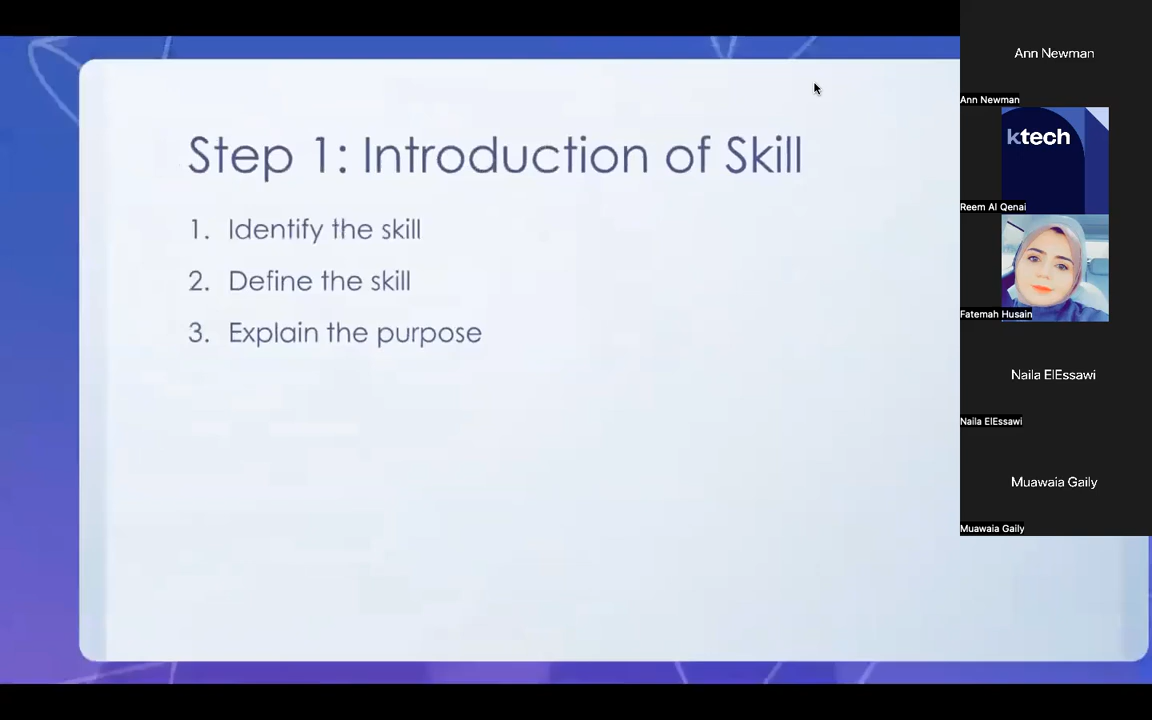 Step 1: Introduction of Skill
1. Identify the skill
2. Define the skill
3. Explain the purpose
Ann Newman
Ann Newman
ktech
Reem Al Qenai
Fatemah Husain
Naila ElEssawi
Naila ElEssawi
Muawaia Gaily
Muawaia Gaily